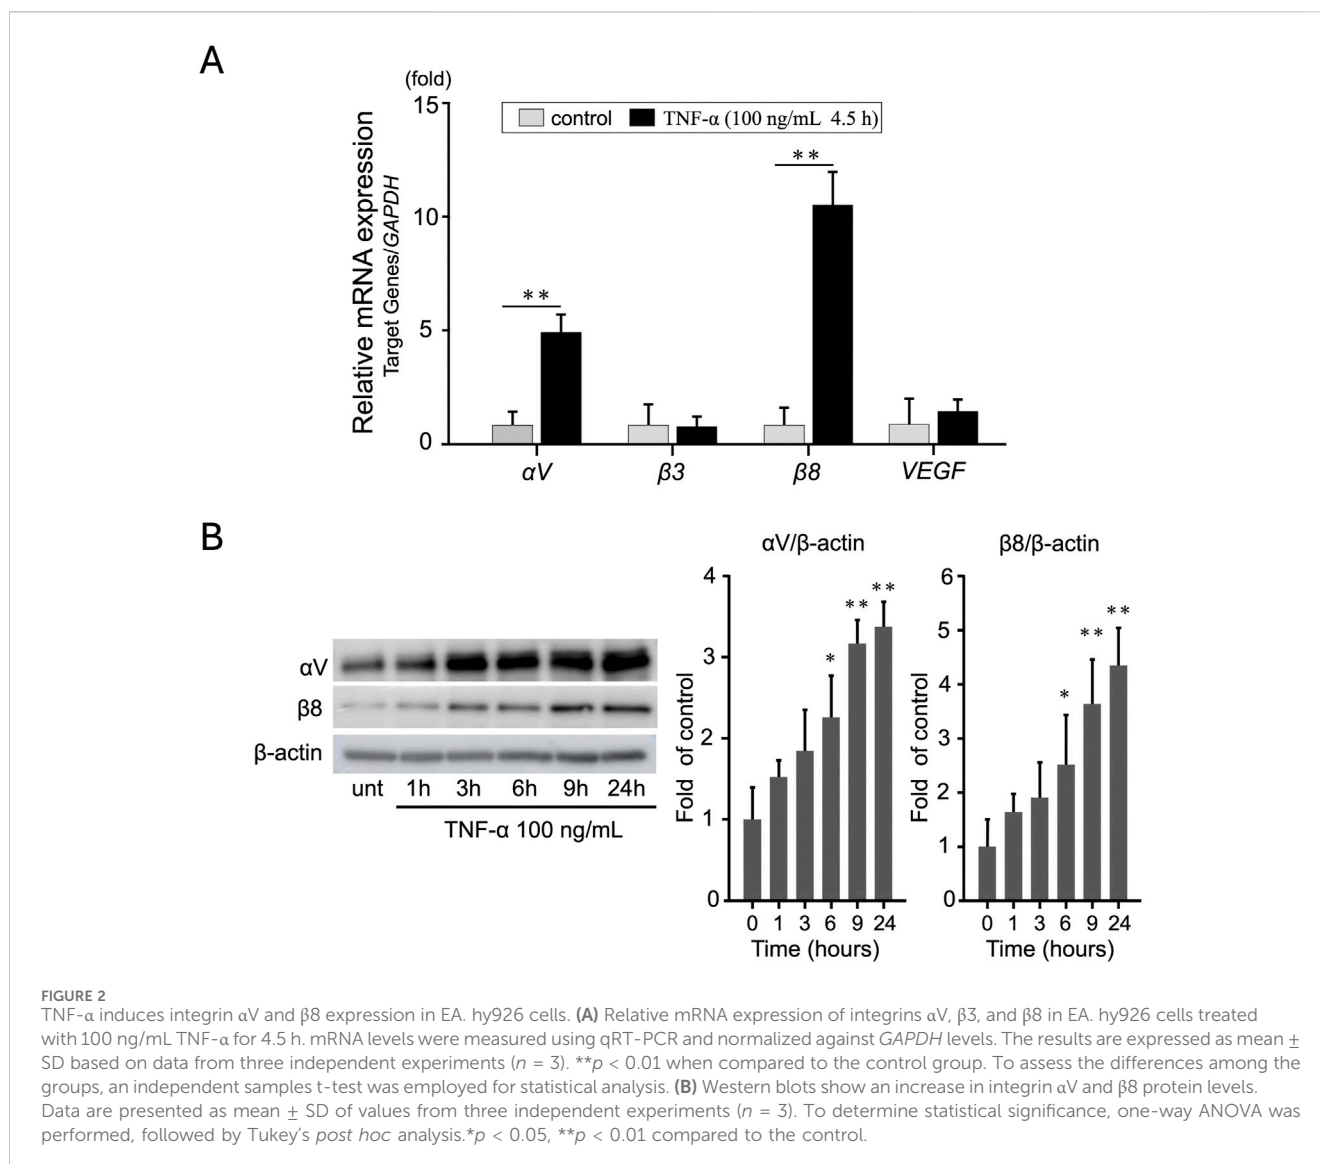 A
(fold)
15
control TNF-α (100 ng/mL 4.5 h)
**
10
Relative mRNA expression
Target Genes/GAPDH
**
5
0
αV β3 β8 VEGF
B
αV
β8
β-actin
unt 1h 3h 6h 9h 24h
TNF-α 100 ng/mL
αV/β-actin
4
3
2
1
0
Fold of control
* ** **
0 1 3 6 9 24
Time (hours)
β8/β-actin
6
5
4
3
2
1
0
Fold of control
* ** **
0 1 3 6 9 24
Time (hours)
FIGURE 2
TNF-α induces integrin αV and β8 expression in EA. hy926 cells. (A) Relative mRNA expression of integrins αV, β3, and β8 in EA. hy926 cells treated
with 100 ng/mL TNF-α for 4.5 h. mRNA levels were measured using qRT-PCR and normalized against GAPDH levels. The results are expressed as mean ±
SD based on data from three independent experiments (n = 3). **p < 0.01 when compared to the control group. To assess the differences among the
groups, an independent samples t-test was employed for statistical analysis. (B) Western blots show an increase in integrin αV and β8 protein levels.
Data are presented as mean ± SD of values from three independent experiments (n = 3). To determine statistical significance, one-way ANOVA was
performed, followed by Tukey's post hoc analysis.*p < 0.05, **p < 0.01 compared to the control.